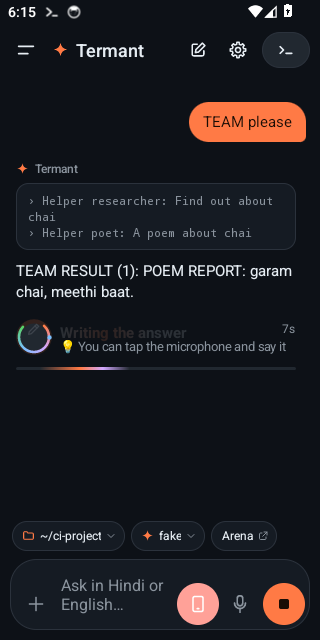 6:15
Termant
TEAM please
Termant
› Helper researcher: Find out about
chai
› Helper poet: A poem about chai
TEAM RESULT (1): POEM REPORT: garam
chai, meethi baat.
Writing the answer 7s
💡 You can tap the microphone and say it
~/ci-project fake Arena
Ask in Hindi or
English…